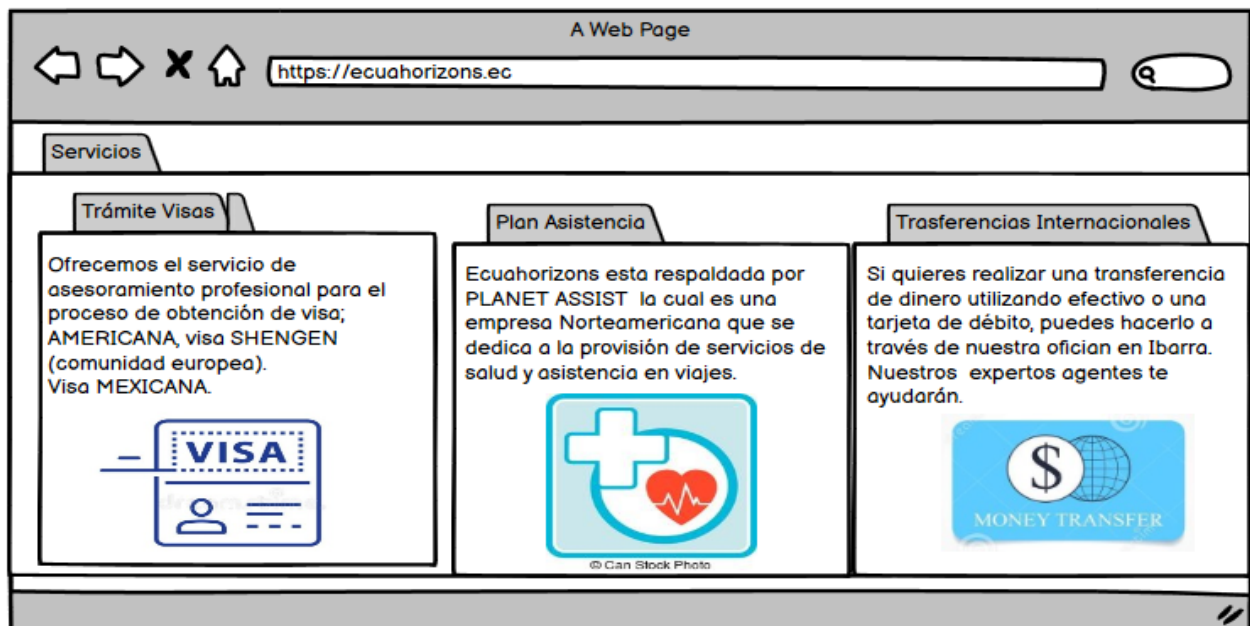 A Web Page
https://ecuahorizons.ec
Servicios
Trámite Visas
Ofrecemos el servicio de
asesoramiento profesional para el
proceso de obtención de visa;
AMERICANA, visa SHENGEN
(comunidad europea).
Visa MEXICANA.
VISA
Plan Asistencia
Ecuahorizons esta respaldada por
PLANET ASSIST la cual es una
empresa Norteamericana que se
dedica a la provisión de servicios de
salud y asistencia en viajes.
© Can Stock Photo
Trasferencias Internacionales
Si quieres realizar una transferencia
de dinero utilizando efectivo o una
tarjeta de débito, puedes hacerlo a
través de nuestra ofician en Ibarra.
Nuestros expertos agentes te
ayudarán.
$
MONEY TRANSFER